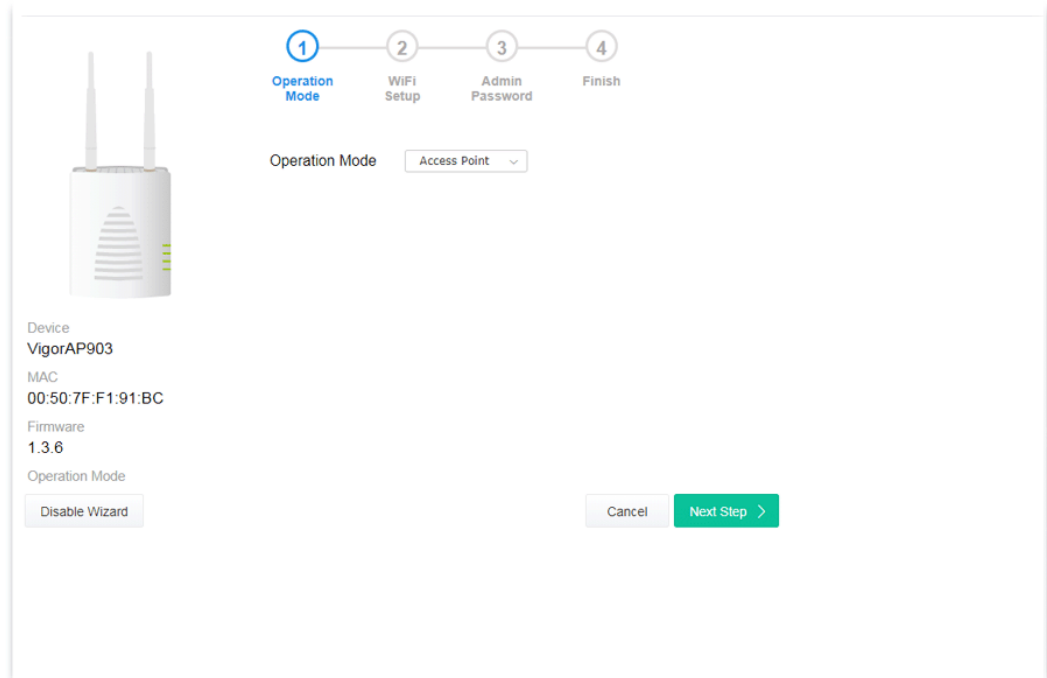 1
2
3
4
Operation
Mode
WiFi
Setup
Admin
Password
Finish
Operation Mode
Access Point
Device
VigorAP903
MAC
00:50:7F:F1:91:BC
Firmware
1.3.6
Operation Mode
Disable Wizard
Cancel
Next Step